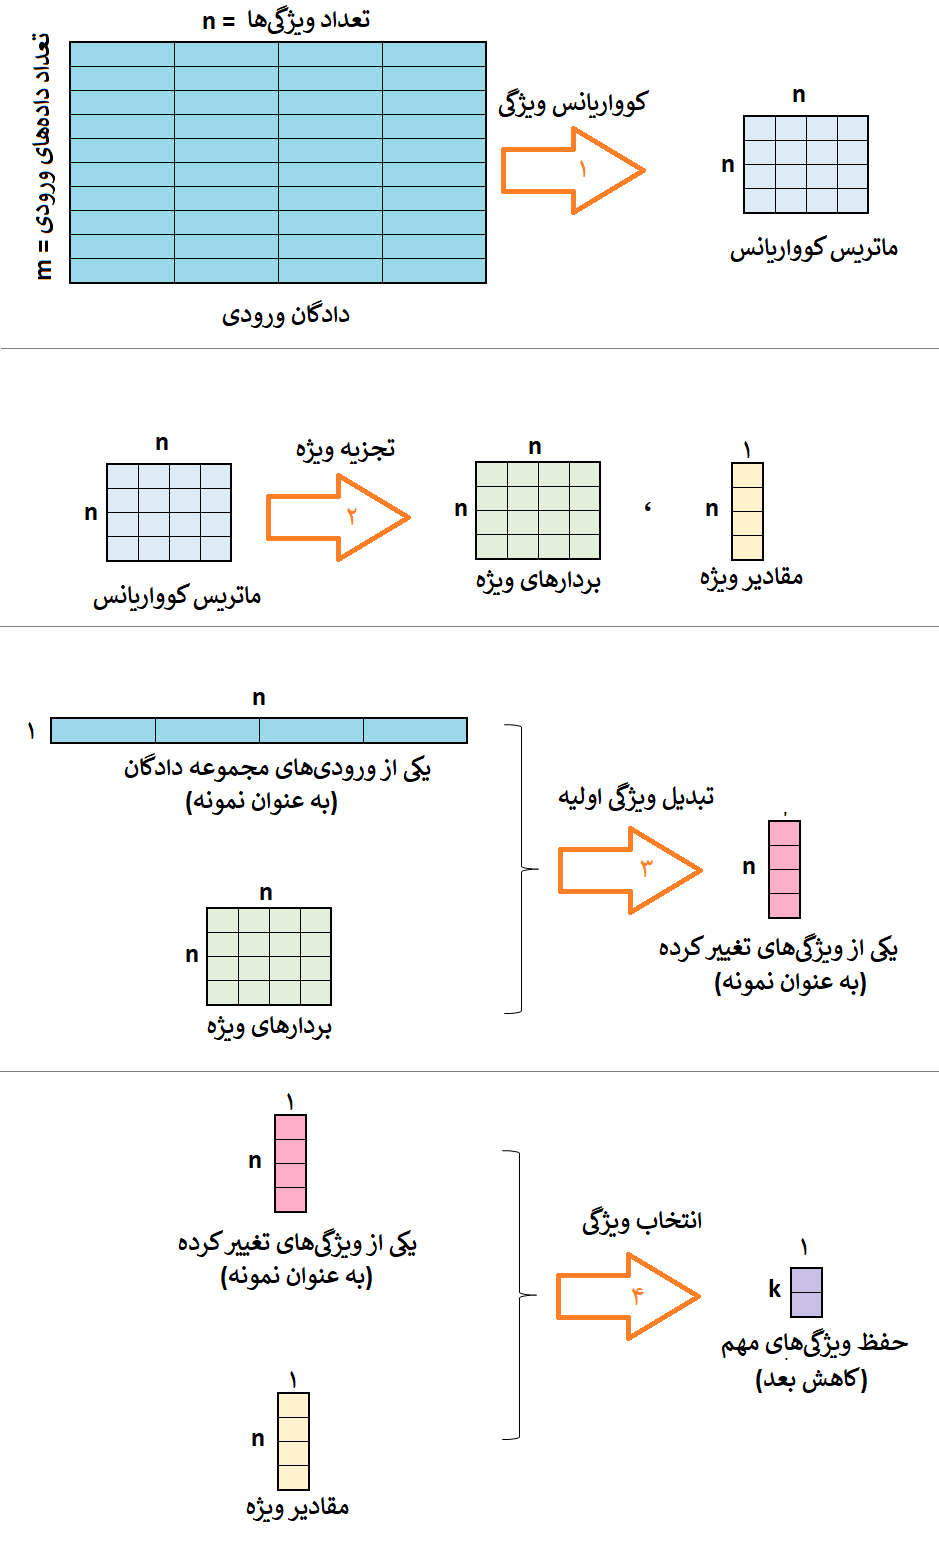 تعداد ویژگی‌ها = n
تعداد داده‌های ورودی = m
کوواریانس ویژگی
۱
n
n
ماتریس کوواریانس
دادگان ورودی
n
n
ماتریس کوواریانس
تجزیه ویژه
۲
n
n
بردارهای ویژه
،
۱
n
مقادیر ویژه
n
۱
یکی از ورودی‌های مجموعه دادگان
(به عنوان نمونه)
n
n
بردارهای ویژه
تبدیل ویژگی اولیه
۳
n
یکی از ویژگی‌های تغییر کرده
(به عنوان نمونه)
۱
n
یکی از ویژگی‌های تغییر کرده
(به عنوان نمونه)
۱
n
مقادیر ویژه
انتخاب ویژگی
۴
۱
k
حفظ ویژگی‌های مهم
(کاهش بعد)